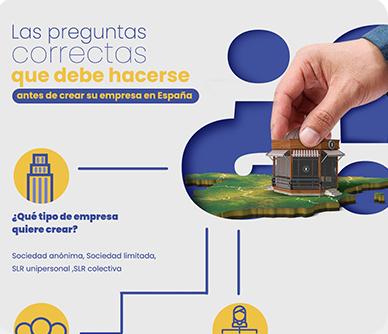 Las preguntas
correctas
que debe hacerse
antes de crear su empresa en España
¿Qué tipo de empresa
quiere crear?
Sociedad anónima, Sociedad limitada,
SLR unipersonal ,SLR colectiva